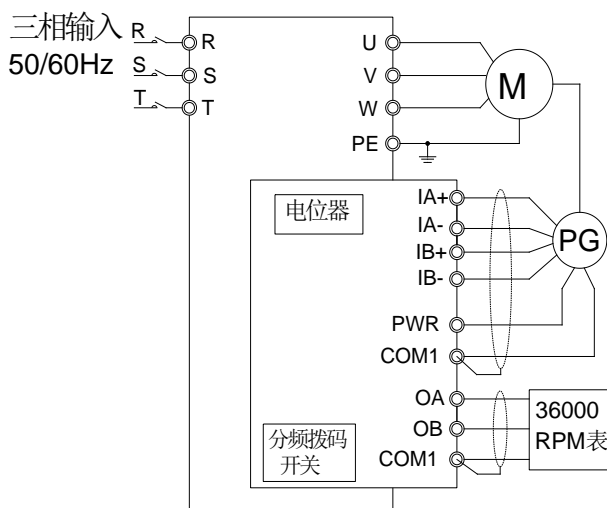 三相输入
50/60Hz
R
S
T
R
S
T
U
V
W
PE
M
电位器
IA+
IA-
IB+
IB-
PWR
COM1
PG
OA
OB
COM1
分频拨码
开关
36000
RPM表